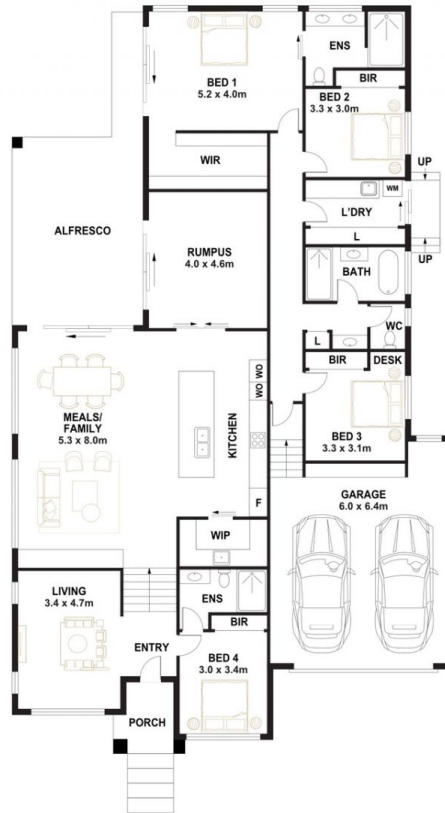 BED 1
5.2 x 4.0m
ENS
BIR
BED 2
3.3 x 3.0m
UP
WIR
WM
L'DRY
L
UP
ALFRESCO
RUMPUS
4.0 x 4.6m
BATH
WC
L
BIR
DESK
BED 3
3.3 x 3.1m
MEALS/
FAMILY
5.3 x 8.0m
KITCHEN
WO
WO
F
WIP
GARAGE
6.0 x 6.4m
LIVING
3.4 x 4.7m
ENS
BIR
ENTRY
BED 4
3.0 x 3.4m
PORCH